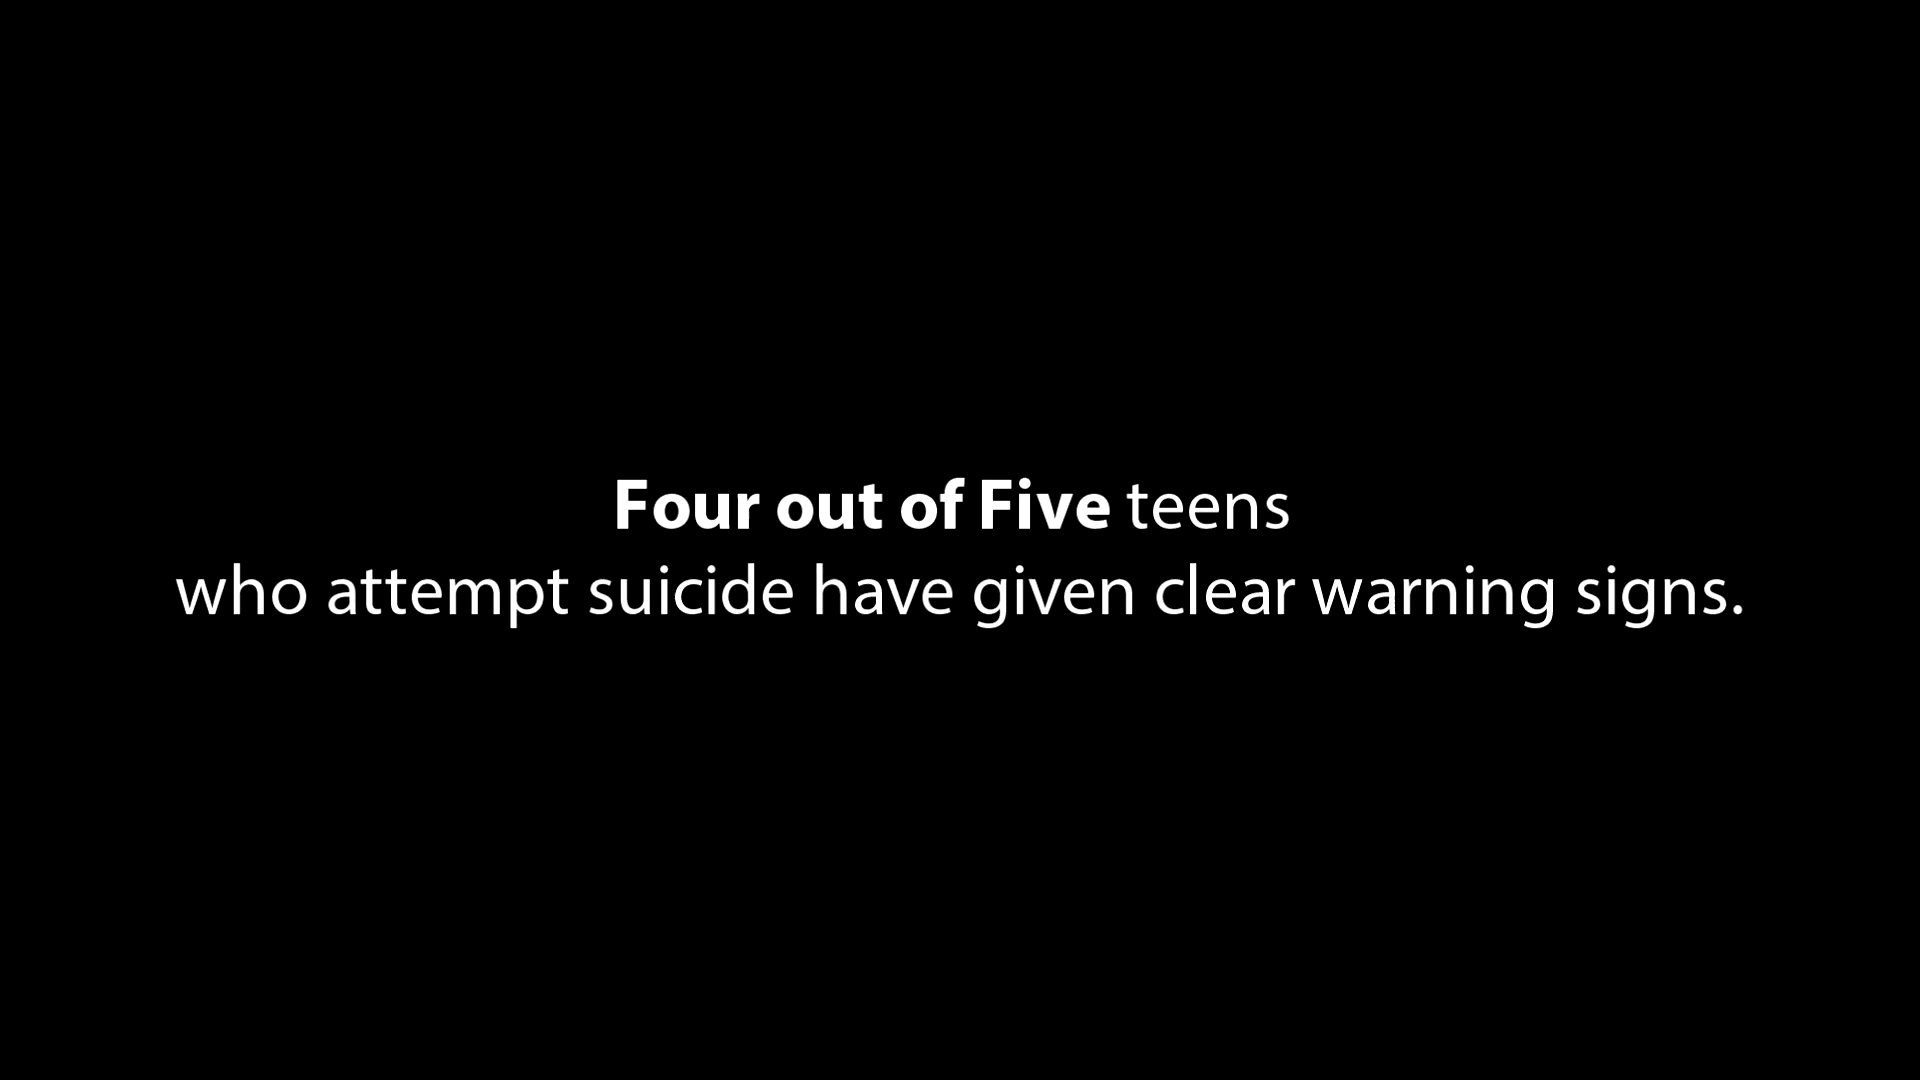 Four out of Five teens
who attempt suicide have given clear warning signs.